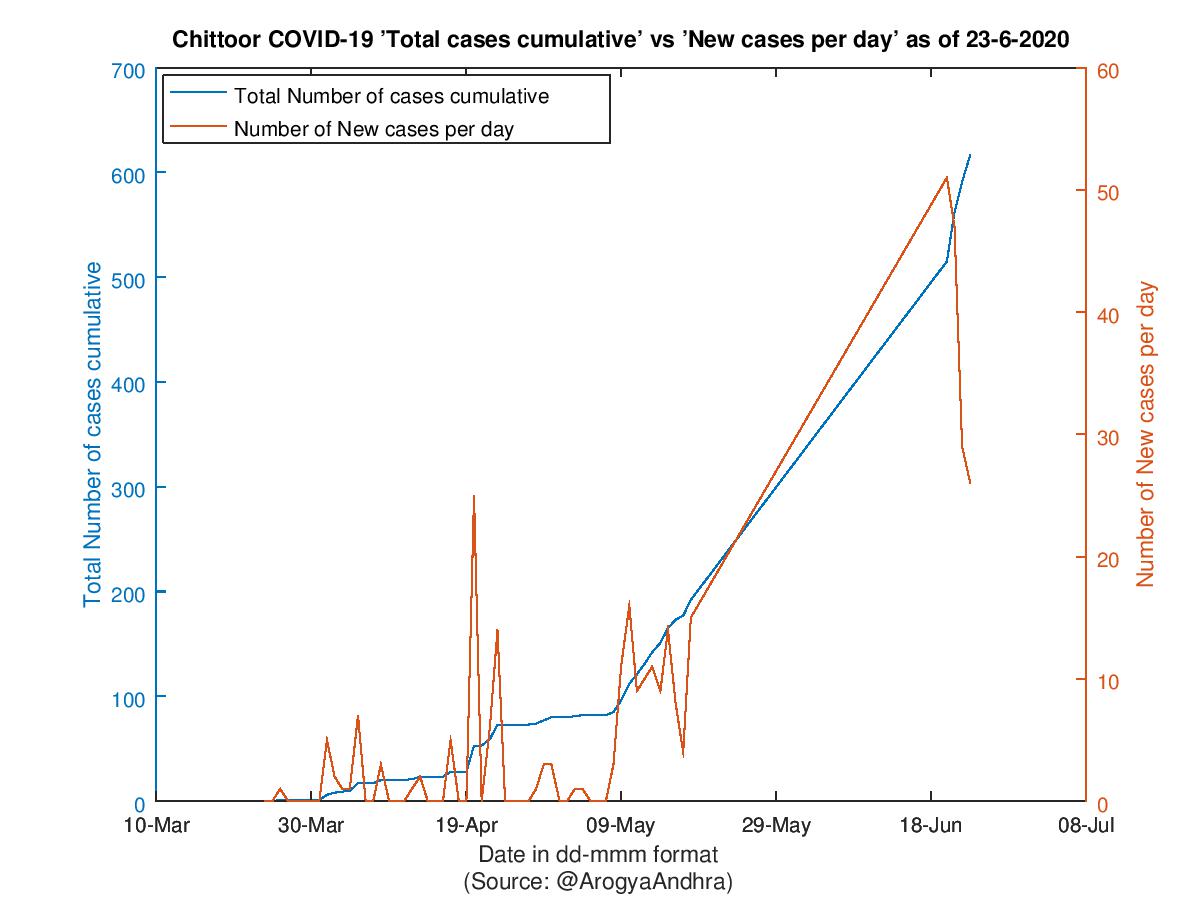 Chittoor COVID-19 ’Total cases cumulative’ vs ’New cases per day’ as of 23-6-2020
Total Number of cases cumulative
Number of New cases per day
700
600
500
400
300
200
100
0
Total Number of cases cumulative
60
50
40
30
20
10
0
Number of New cases per day
10-Mar 30-Mar 19-Apr 09-May 29-May 18-Jun 08-Jul
Date in dd-mmm format
(Source: @ArogyaAndhra)